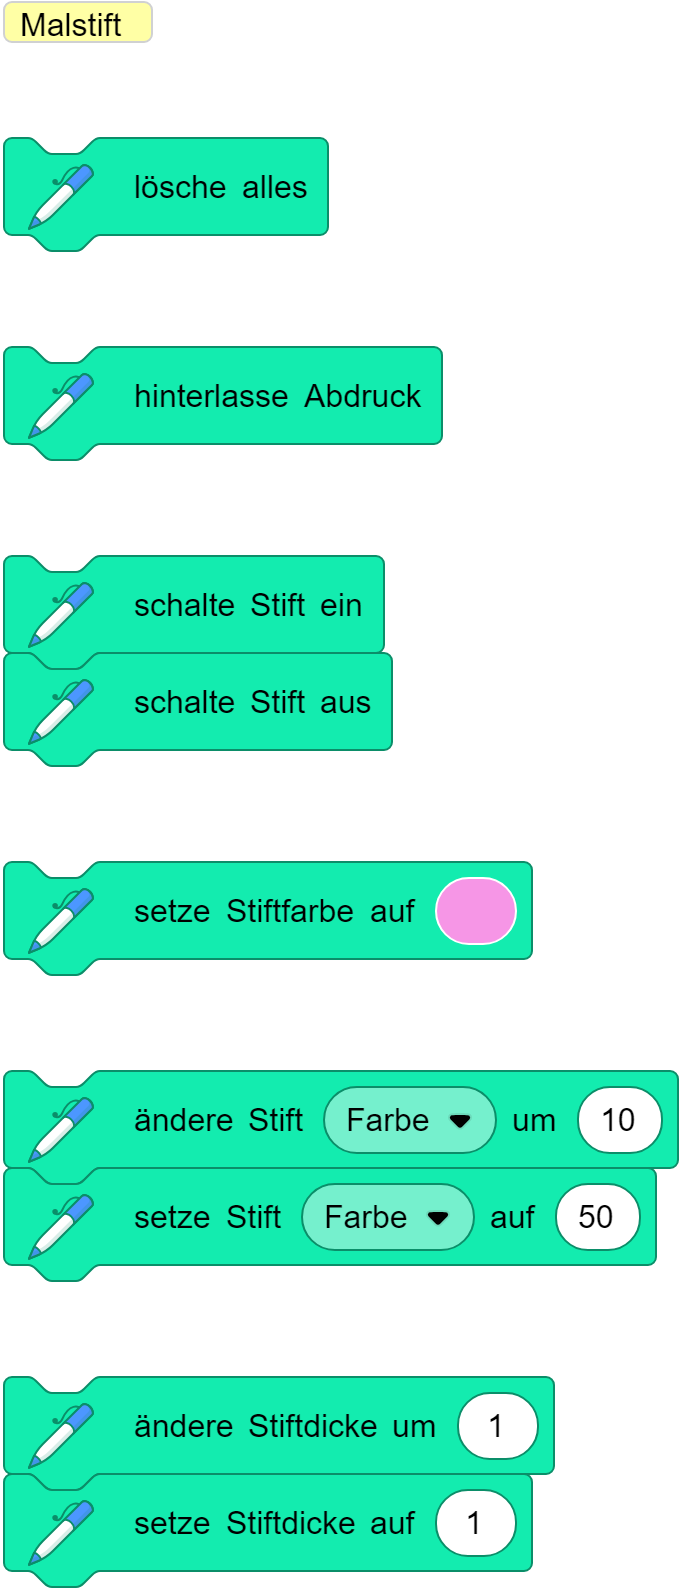 Malstift
lösche alles
hinterlasse Abdruck
schalte Stift ein
schalte Stift aus
setze Stiftfarbe auf
ändere Stift Farbe um 10
setze Stift Farbe auf 50
ändere Stiftdicke um 1
setze Stiftdicke auf 1